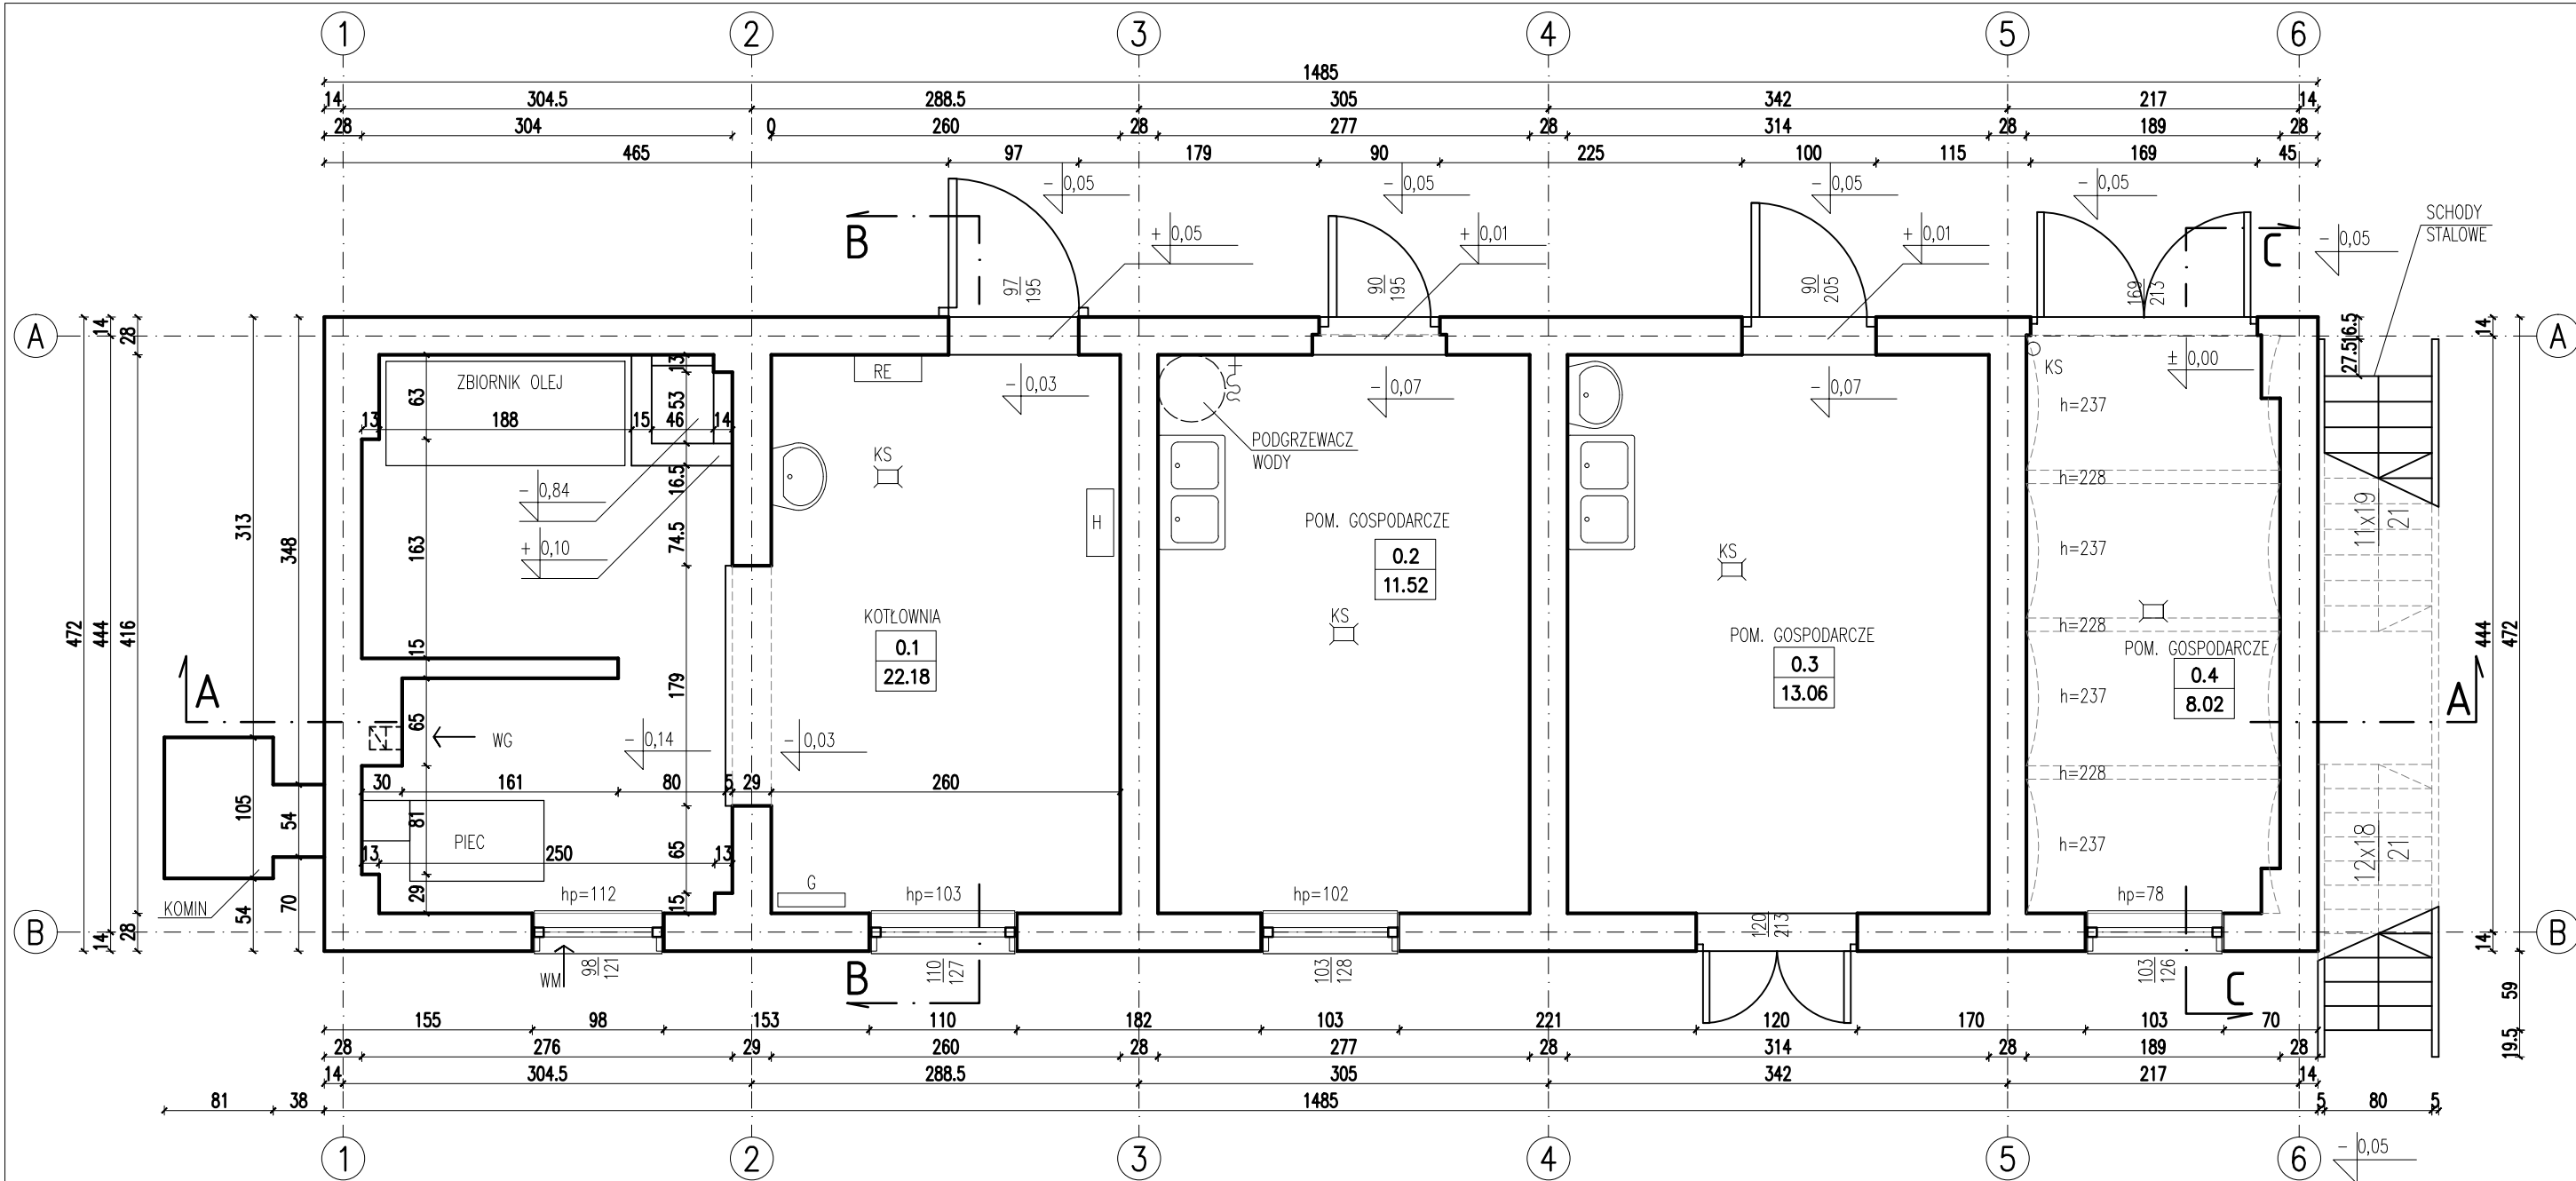 1 2 3 4 5 6
1485
14 304.5 288.5 305 342 217 14
28 304 0 260 28 277 28 314 28 189 28
465 97 179 90 225 100 115 169 45
- 0,05
- 0,05
- 0,05
- 0,05
SCHODY
STALOWE
B
+ 0,05
+ 0,01
+ 0,01
C
- 0,05
97
195
90
195
90
205
169
213
A
A
14
28
16.5
27.5
14
ZBIORNIK OLEJ
RE
- 0,03
- 0,07
- 0,07
KS
± 0,00
h=237
63
13
53
13 188 15 46 14
KS
PODGRZEWACZ
WODY
16.5
h=228
- 0,84
H
POM. GOSPODARCZE
0.2
11.52
11x19
21
313
348
163
74.5
+ 0,10
KS
h=237
KOTŁOWNIA
0.1
22.18
KS
h=228
472
444
416
15
POM. GOSPODARCZE
0.3
13.06
POM. GOSPODARCZE
0.4
8.02
444
472
A
179
h=237
A
65
WG
- 0,14
- 0,03
h=228
30 161 80 5 29 260
105
54
81
PIEC
65
h=237
12x18
21
13 250 13
KOMIN
54
70
29
15
G
hp=112
hp=103
hp=102
hp=78
B
B
14
28
14
WM
98
121
B
110
127
103
128
120
213
103
126
C
59
19.5
155 98 153 110 182 103 221 120 170 103 70
28 276 29 260 28 277 28 314 28 189 28
14 304.5 288.5 305 342 217 14
81 38 1485 5 80 5
1 2 3 4 5 6
- 0,05